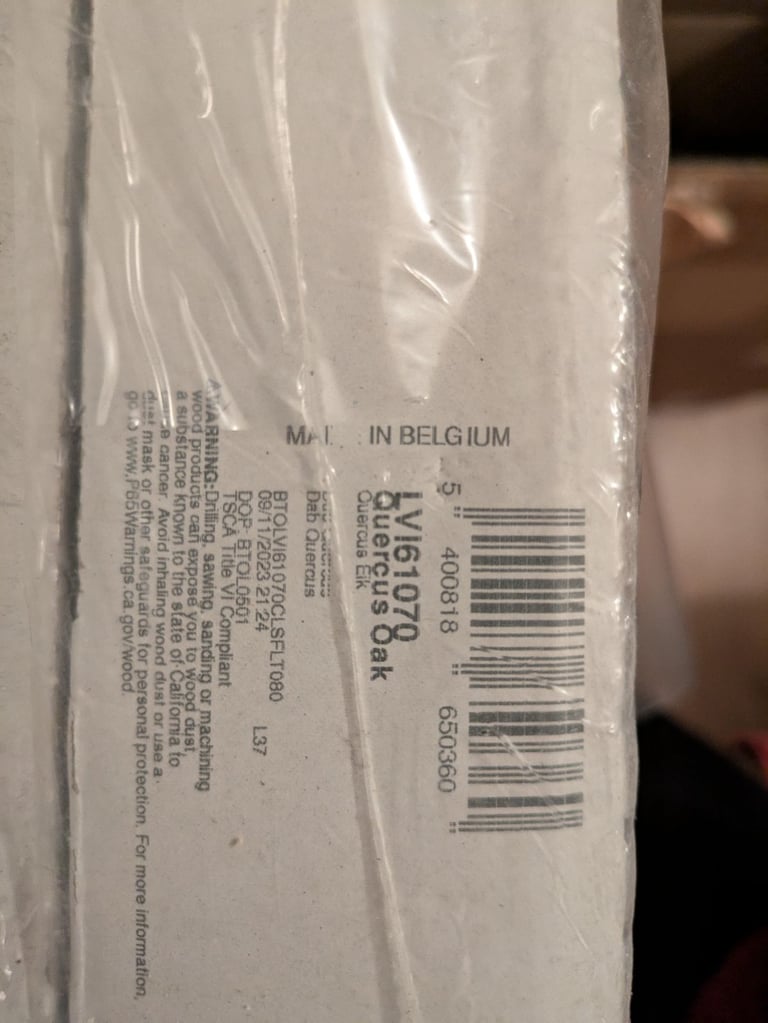 MA IN BELGIUM
5 400818 650360
LVI61070
Quercus Oak
Quercus Eik
Dab Quercus
BTOLVI61070CLSFLT080
09/11/2023 21:24 L37
DOP: BTOL0501
TSCA Title VI Compliant
⚠WARNING: Drilling, sawing, sanding or machining
wood products can expose you to wood dust,
a substance known to the state of California to
cancer. Avoid inhaling wood dust or use a
dust mask or other safeguards for personal protection. For more information,
go to www.P65Warnings.ca.gov/wood